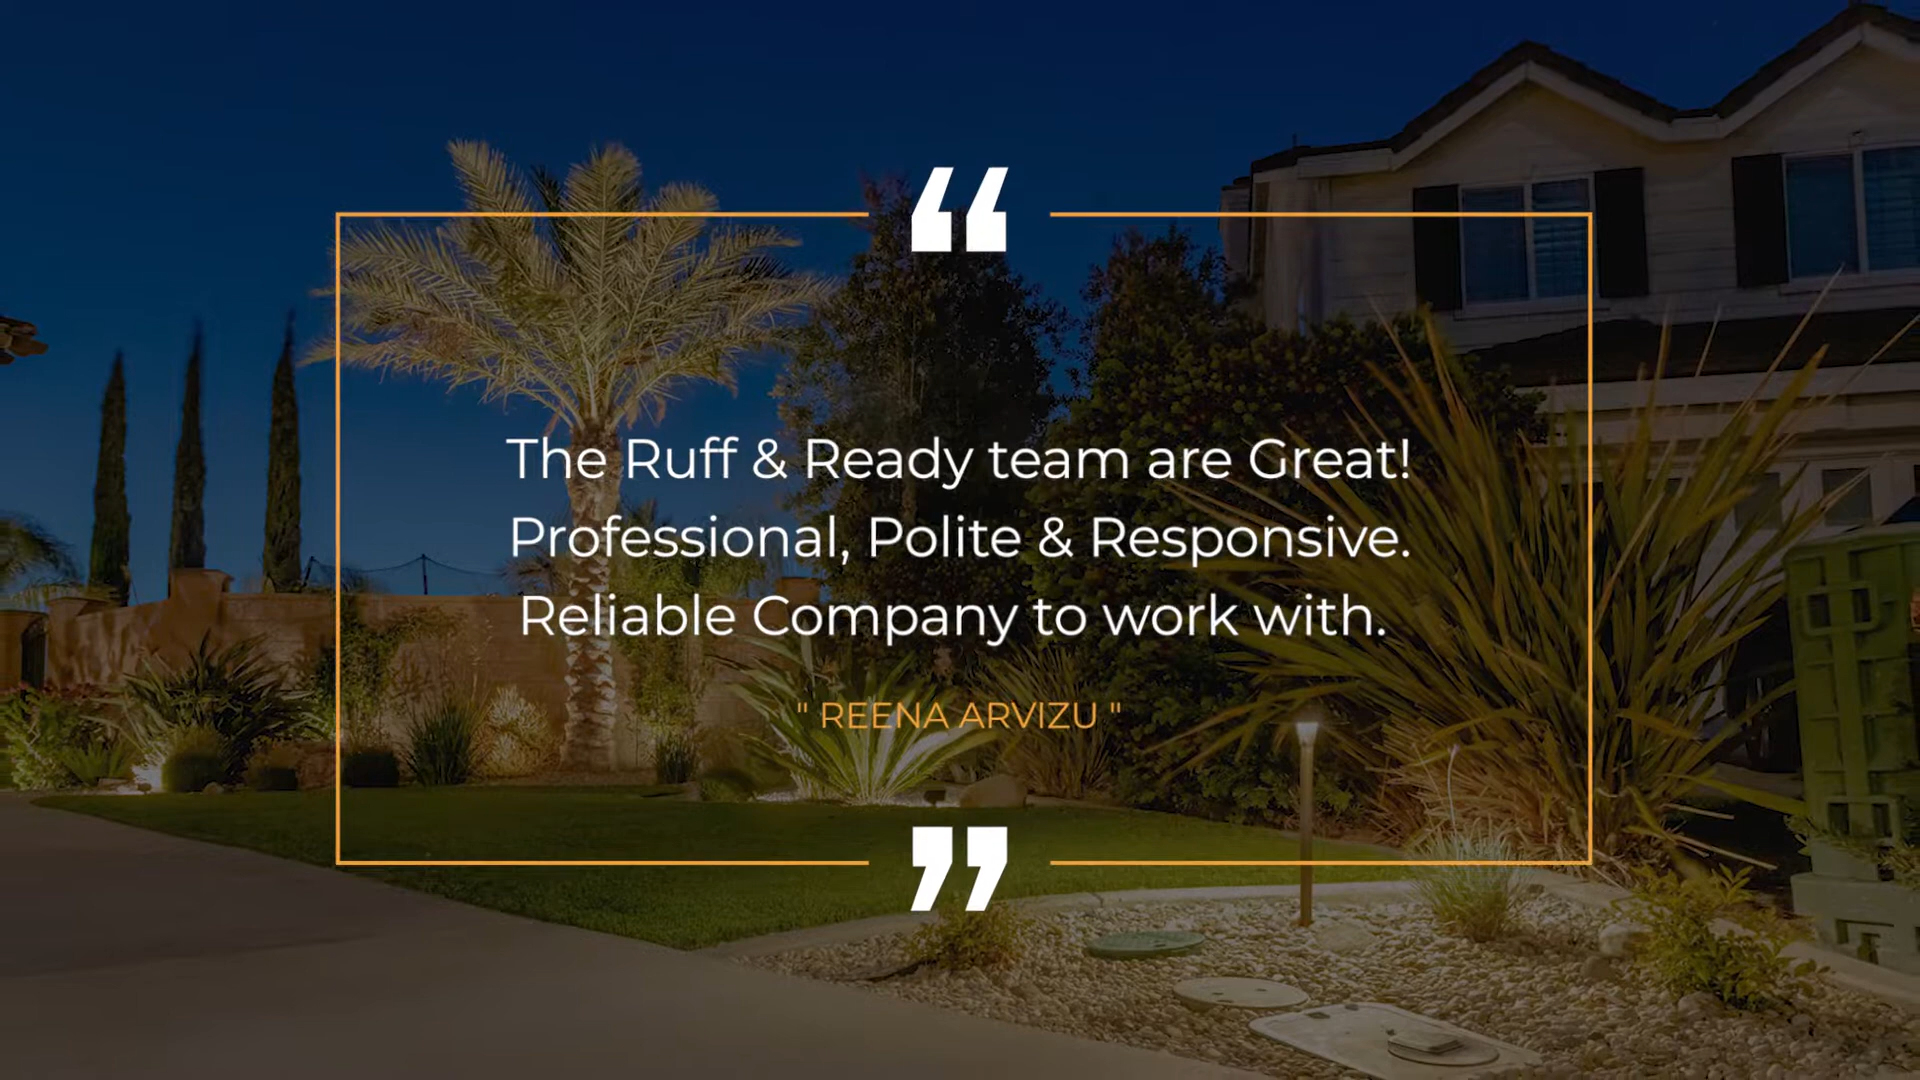 “
The Ruff & Ready team are Great!
Professional, Polite & Responsive.
Reliable Company to work with.
" REENA ARVIZU "
”